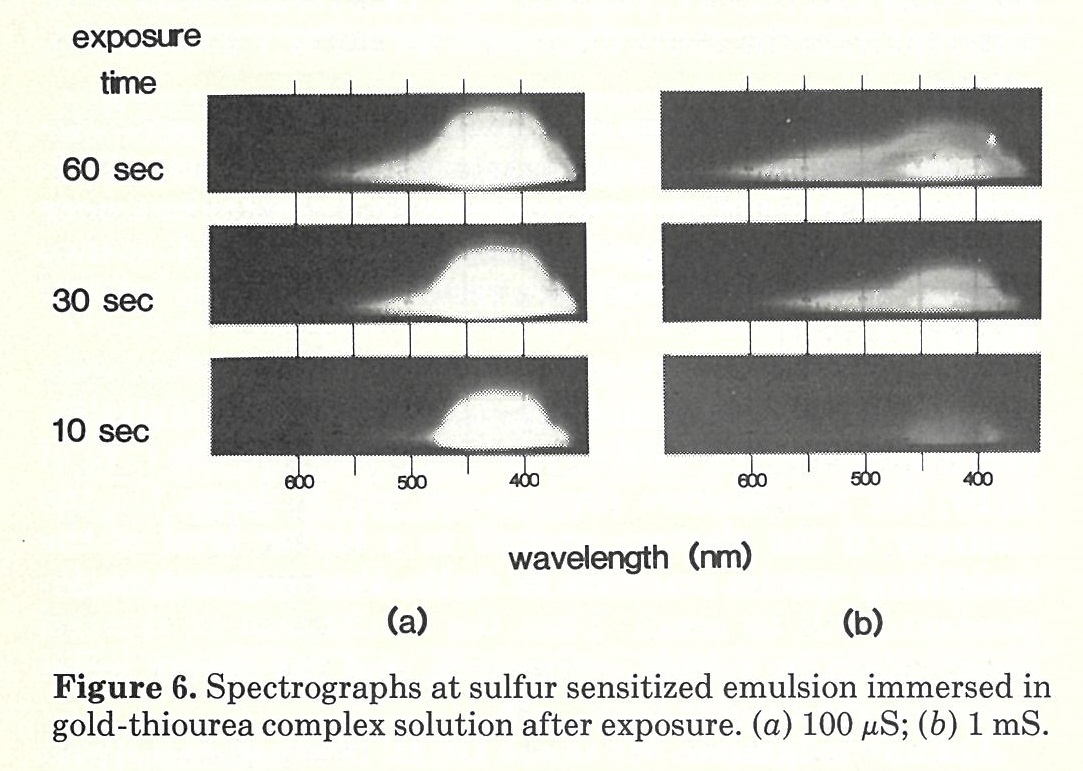 exposure
time
60 sec
30 sec
10 sec
600 500 400 600 500 400
wavelength (nm)
(a) (b)
Figure 6. Spectrographs at sulfur sensitized emulsion immersed in
gold-thiourea complex solution after exposure. (a) 100 μS; (b) 1 mS.